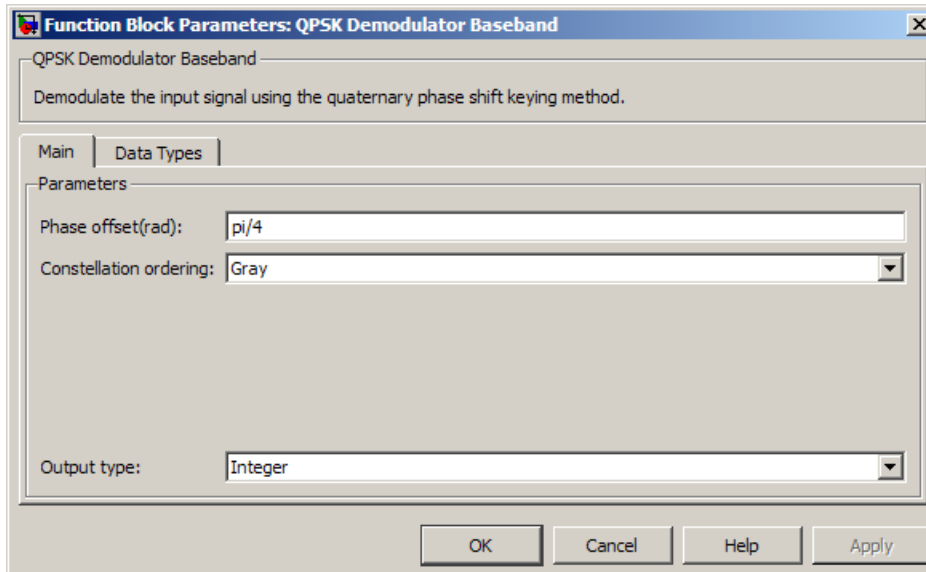 Function Block Parameters: QPSK Demodulator Baseband
QPSK Demodulator Baseband
Demodulate the input signal using the quaternary phase shift keying method.
Main Data Types
Parameters
Phase offset(rad): pi/4
Constellation ordering: Gray
Output type: Integer
OK Cancel Help Apply